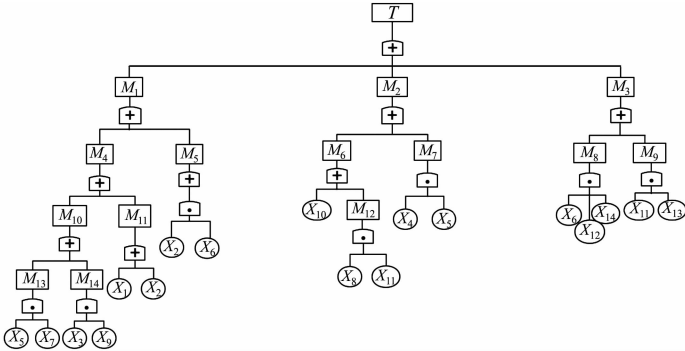 T
+
M1 M2 M3
+ + +
M4 M5 M6 M7 M8 M9
+ + + • • •
M10 M11 • X10 M12 X4 X5 X6 X12 X14 X11 X13
+ + X2 X6 •
M13 M14 X1 X2 X8 X11
• •
X5 X7 X3 X9